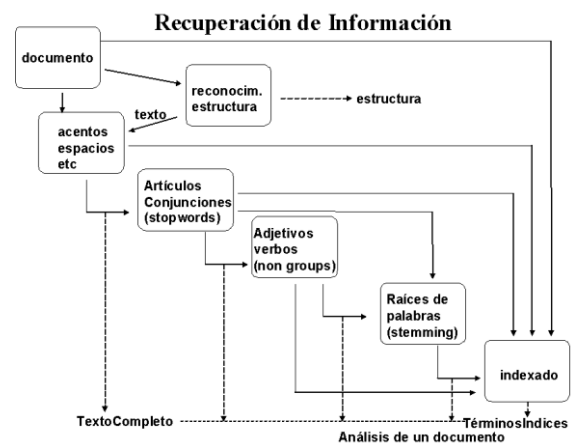 Recuperación de Información
documento
reconocim.
estructura
estructura
texto
acentos
espacios
etc
Artículos
Conjunciones
(stopwords)
Adjetivos
verbos
(non groups)
Raíces de
palabras
(stemming)
indexado
TextoCompleto
TérminosIndices
Análisis de un documento